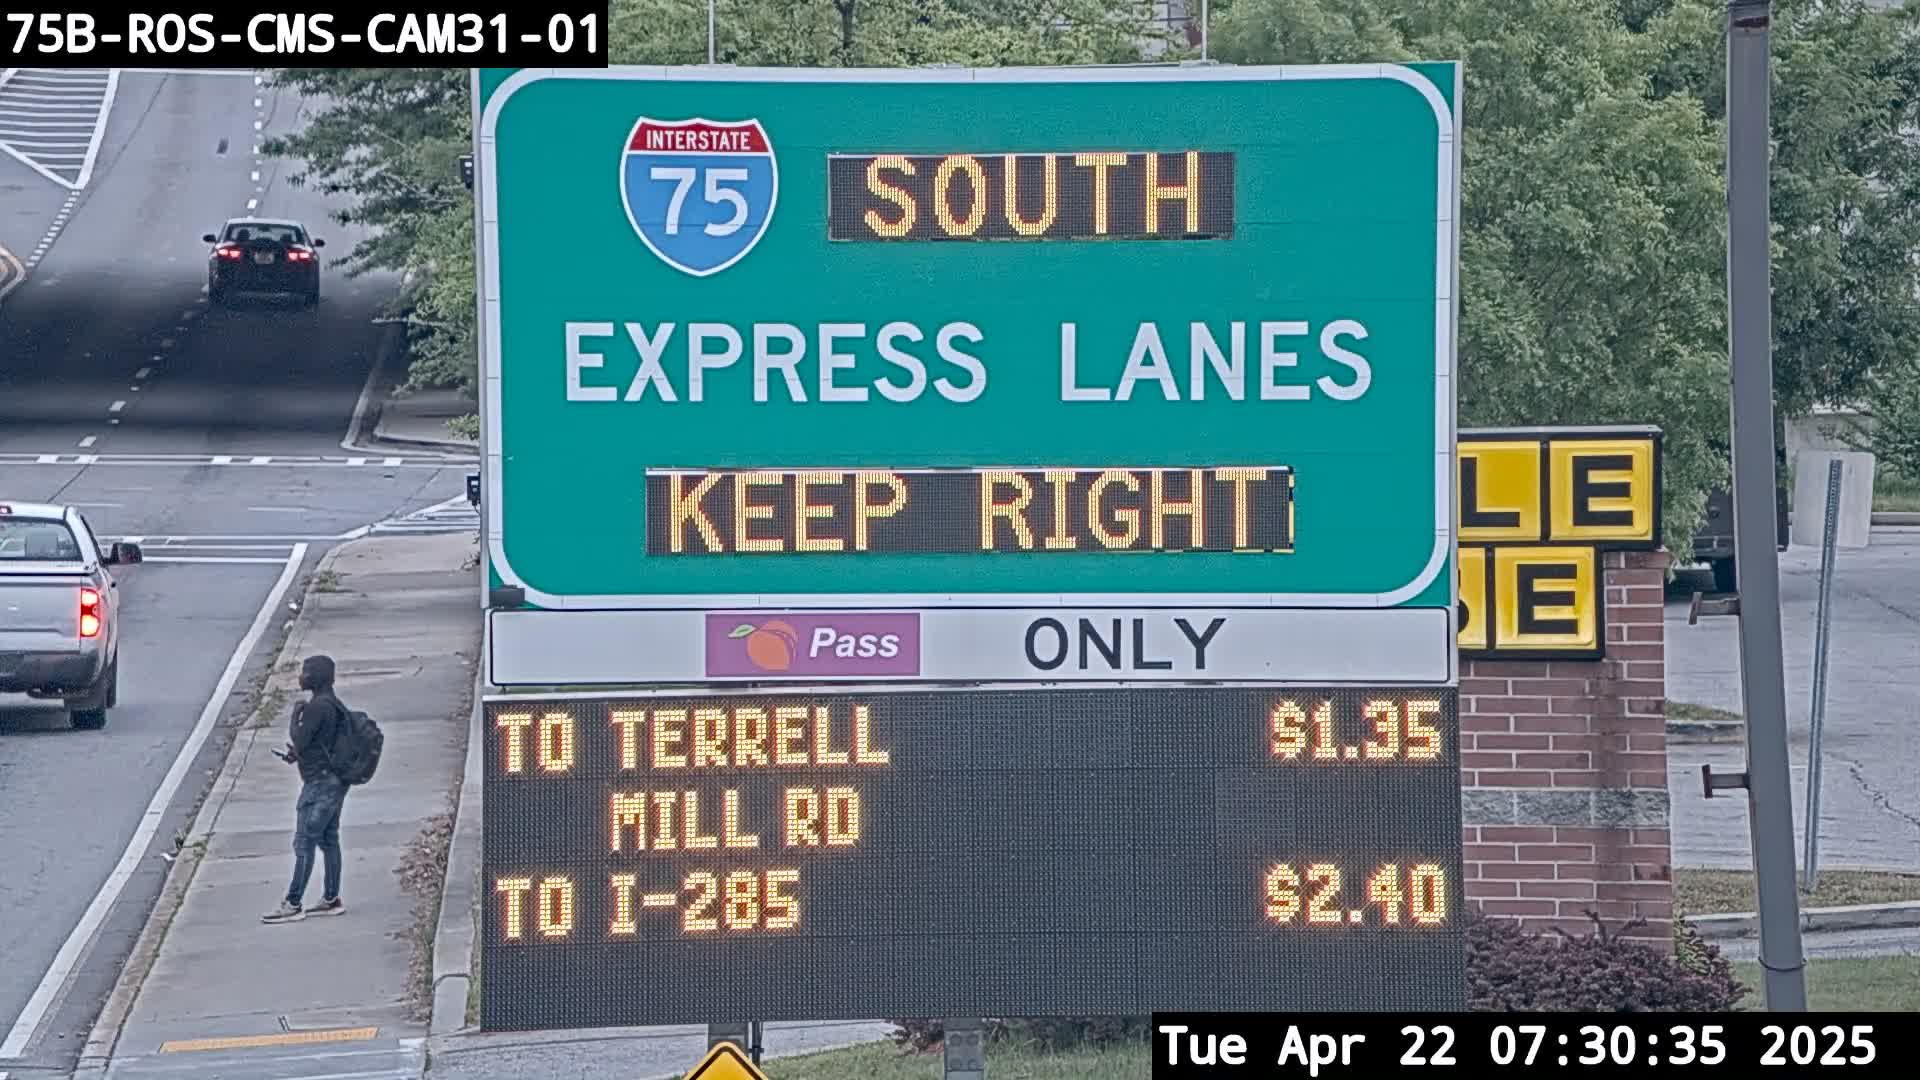 75B-ROS-CMS-CAM31-01
INTERSTATE
75
SOUTH
EXPRESS LANES
KEEP RIGHT
LE
E
Pass ONLY
TO TERRELL $1.35
MILL RD
TO I-285 $2.40
Tue Apr 22 07:30:35 2025